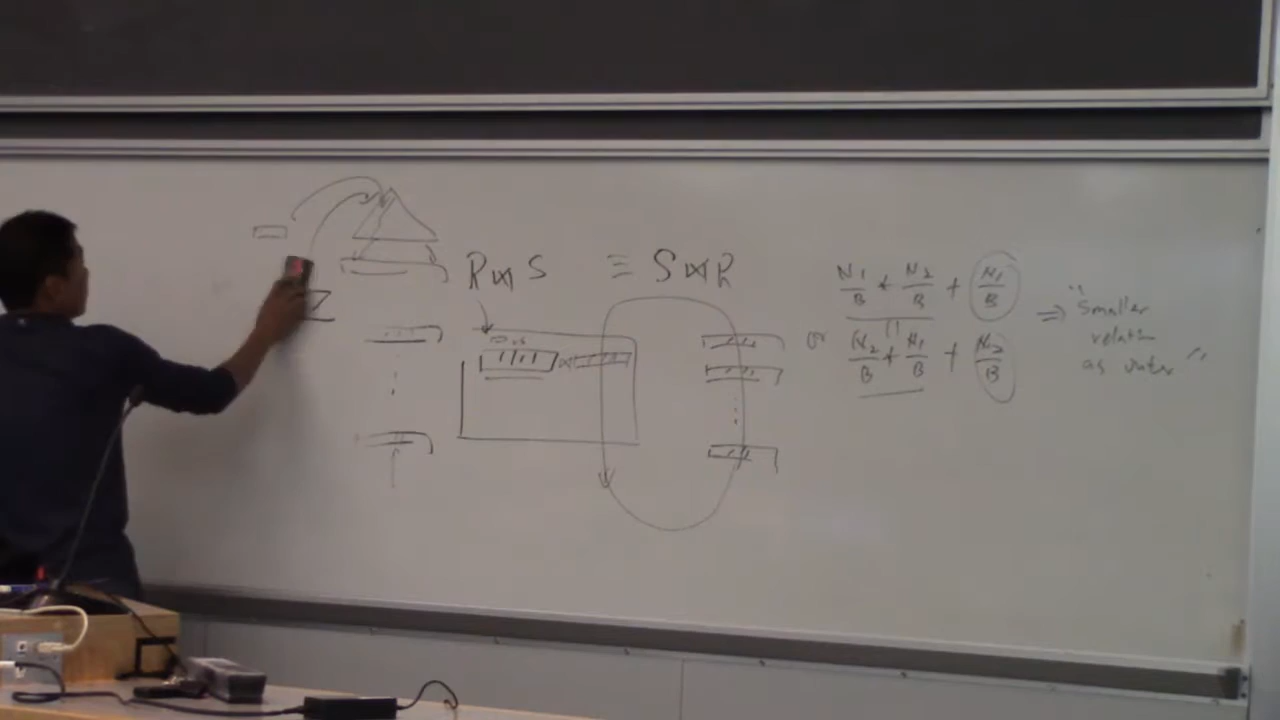 R⋈S ≡ S⋈R
N₁/B + N₂/B + N₁/B ⇒ "Smaller
or
relation
N₂/B + N₁/B + N₂/B
as outer"